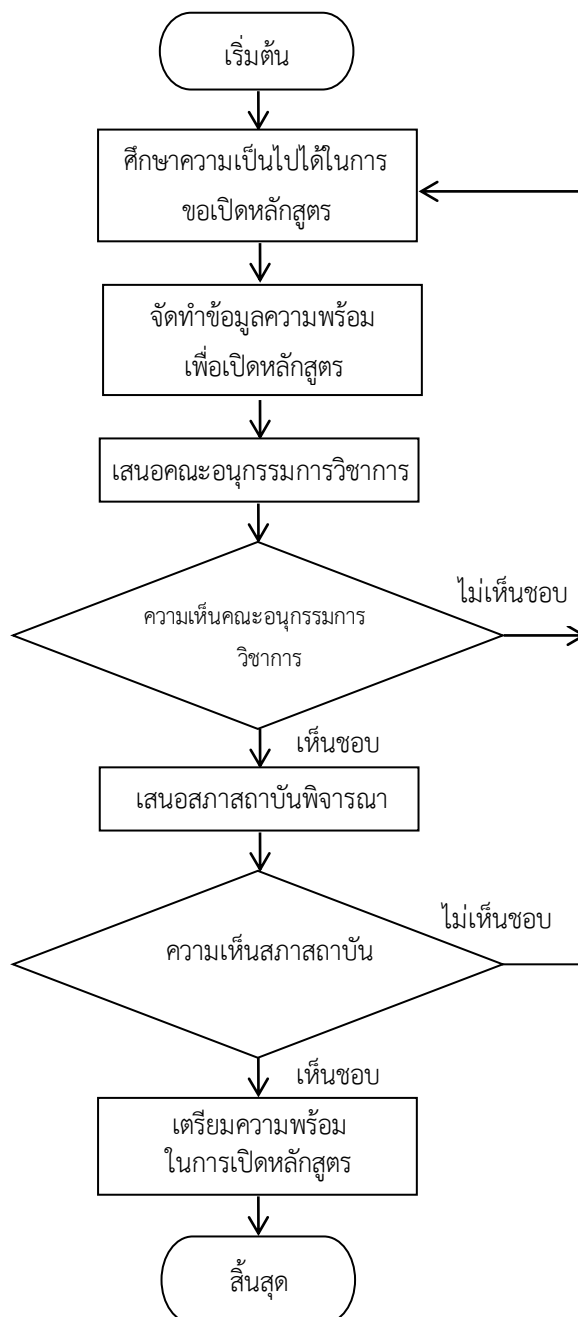 เริ่มต้น
ศึกษาความเป็นไปได้ในการ
ขอเปิดหลักสูตร
จัดทำข้อมูลความพร้อม
เพื่อเปิดหลักสูตร
เสนอคณะอนุกรรมการวิชาการ
ไม่เห็นชอบ
ความเห็นคณะอนุกรรมการ
วิชาการ
เห็นชอบ
เสนอสภาสถาบันพิจารณา
ไม่เห็นชอบ
ความเห็นสภาสถาบัน
เห็นชอบ
เตรียมความพร้อม
ในการเปิดหลักสูตร
สิ้นสุด